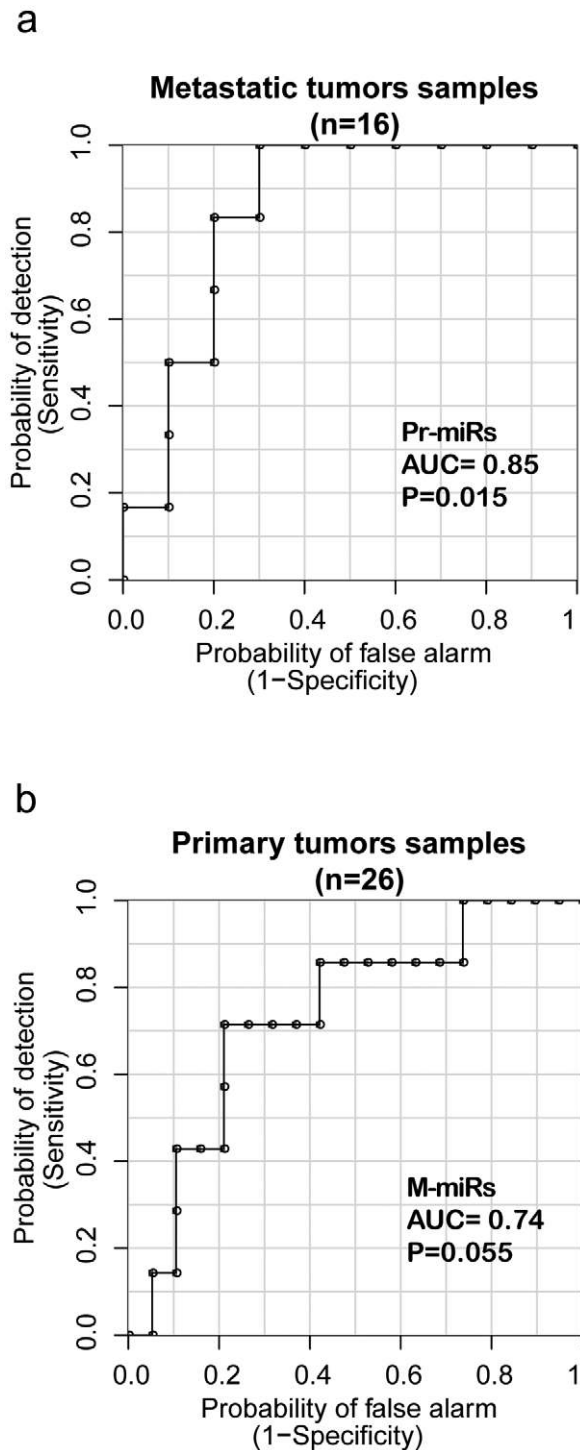 a
Metastatic tumors samples
(n=16)
Probability of detection
(Sensitivity)
0.0 0.2 0.4 0.6 0.8 1.0
Pr-miRs
AUC= 0.85
P=0.015
0.0 0.2 0.4 0.6 0.8 1
Probability of false alarm
(1−Specificity)
b
Primary tumors samples
(n=26)
Probability of detection
(Sensitivity)
0.0 0.2 0.4 0.6 0.8 1.0
M-miRs
AUC= 0.74
P=0.055
0.0 0.2 0.4 0.6 0.8 1
Probability of false alarm
(1−Specificity)